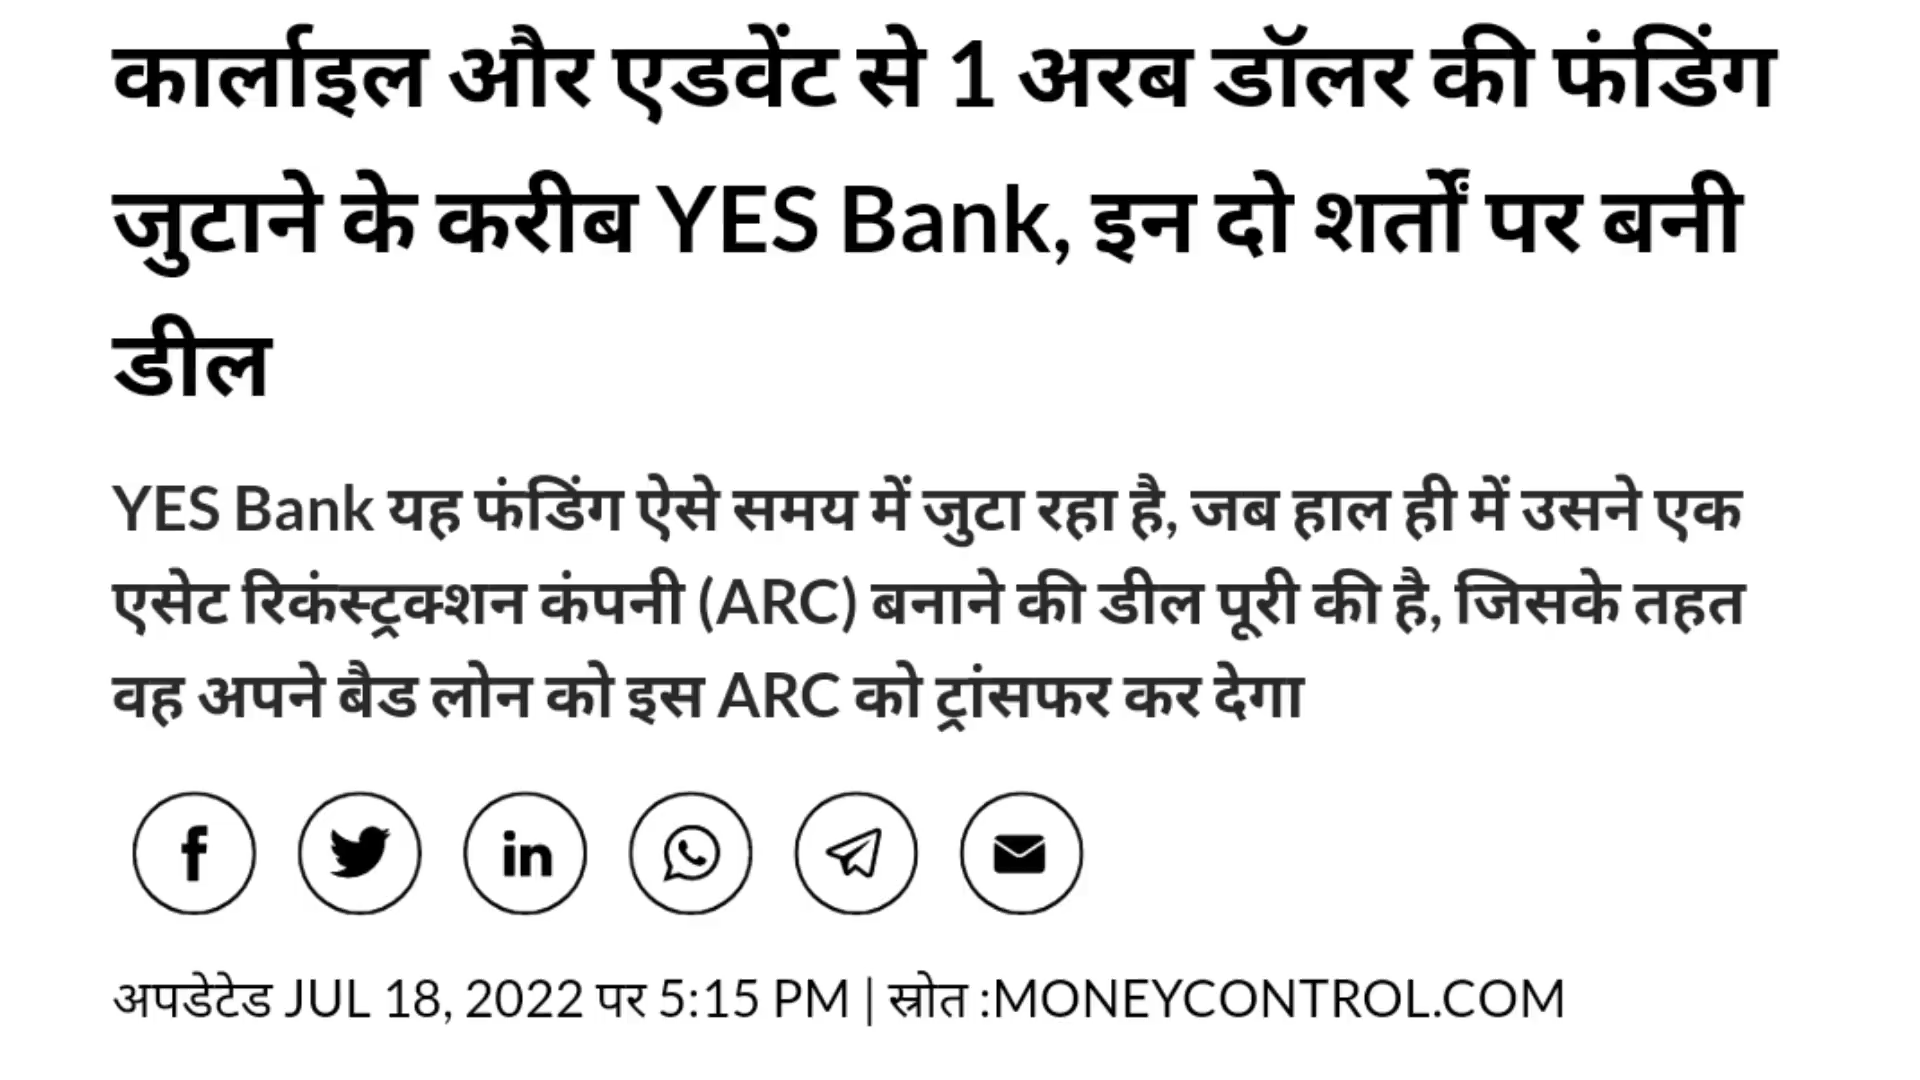 कार्लाइल और एडवेंट से 1 अरब डॉलर की फंडिंग
जुटाने के करीब YES Bank, इन दो शर्तों पर बनी
डील
YES Bank यह फंडिंग ऐसे समय में जुटा रहा है, जब हाल ही में उसने एक
एसेट रिकंस्ट्रक्शन कंपनी (ARC) बनाने की डील पूरी की है, जिसके तहत
वह अपने बैड लोन को इस ARC को ट्रांसफर कर देगा
अपडेटेड JUL 18, 2022 पर 5:15 PM | स्रोत :MONEYCONTROL.COM